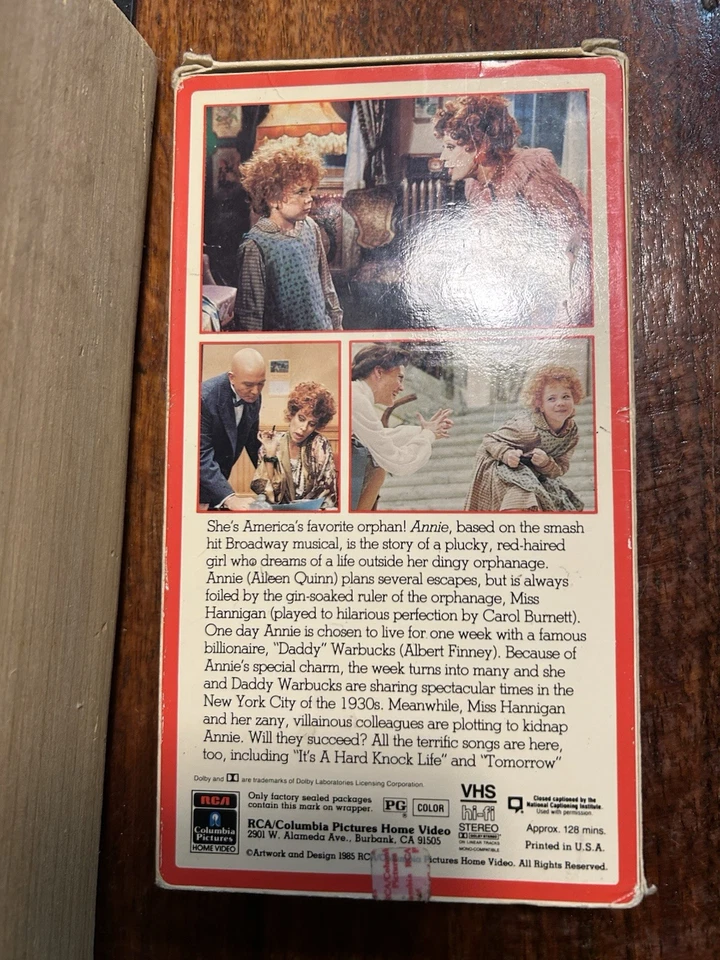 She's America's favorite orphan! Annie, based on the smash
hit Broadway musical, is the story of a plucky, red-haired
girl who dreams of a life outside her dingy orphanage.
Annie (Aileen Quinn) plans several escapes, but is always
foiled by the gin-soaked ruler of the orphanage, Miss
Hannigan (played to hilarious perfection by Carol Burnett).
One day Annie is chosen to live for one week with a famous
billionaire, "Daddy" Warbucks (Albert Finney). Because of
Annie's special charm, the week turns into many and she
and Daddy Warbucks are sharing spectacular times in the
New York City of the 1930s. Meanwhile, Miss Hannigan
and her zany, villainous colleagues are plotting to kidnap
Annie. Will they succeed? All the terrific songs are here,
too, including "It's A Hard Knock Life" and "Tomorrow"
Dolby and are trademarks of Dolby Laboratories Licensing Corporation.
RCA
Columbia
Pictures
HOME VIDEO
Only factory sealed packages
contain this mark on wrapper.
PG
COLOR
RCA/Columbia Pictures Home Video
2901 W. Alameda Ave., Burbank, CA 91505
VHS
hi-fi
STEREO
DOLBY SYSTEM
ON LINEAR TRACKS
MONO-COMPATIBLE
Closed captioned by the
National Captioning Institute.
Used with permission
Approx. 128 mins.
Printed in U.S.A.
©Artwork and Design 1985 RC Pictures Home Video. All Rights Reserved.